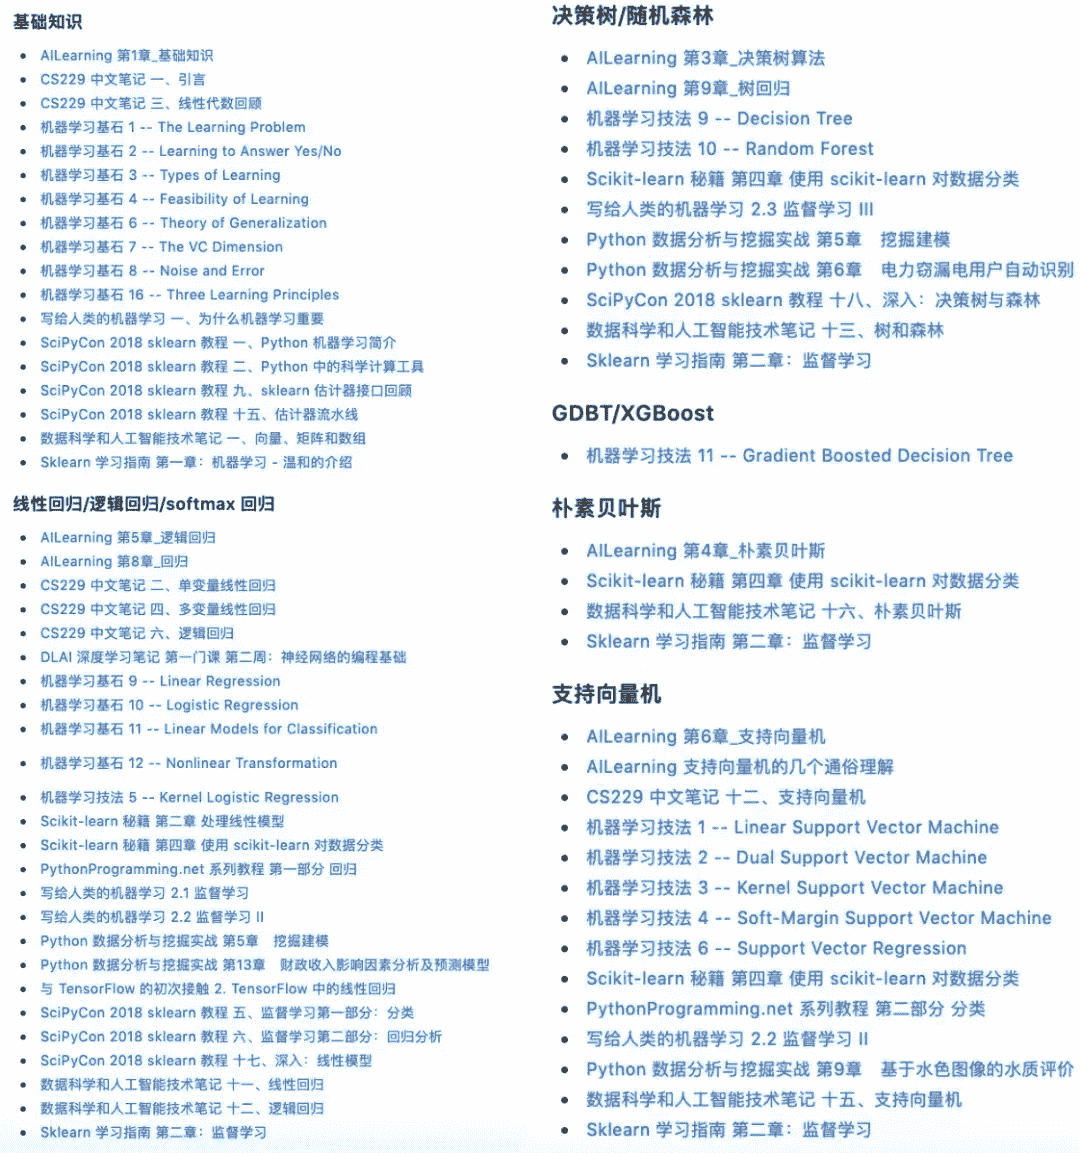 基础知识
AILearning 第1章_基础知识
CS229 中文笔记 一、引言
CS229 中文笔记 三、线性代数回顾
机器学习基石 1 -- The Learning Problem
机器学习基石 2 -- Learning to Answer Yes/No
机器学习基石 3 -- Types of Learning
机器学习基石 4 -- Feasibility of Learning
机器学习基石 6 -- Theory of Generalization
机器学习基石 7 -- The VC Dimension
机器学习基石 8 -- Noise and Error
机器学习基石 16 -- Three Learning Principles
写给人类的机器学习 一、为什么机器学习重要
SciPyCon 2018 sklearn 教程 一、Python 机器学习简介
SciPyCon 2018 sklearn 教程 二、Python 中的科学计算工具
SciPyCon 2018 sklearn 教程 九、sklearn 估计器接口回顾
SciPyCon 2018 sklearn 教程 十五、估计器流水线
数据科学和人工智能技术笔记 一、向量、矩阵和数组
Sklearn 学习指南 第一章：机器学习 - 温和的介绍
线性回归/逻辑回归/softmax 回归
AILearning 第5章_逻辑回归
AILearning 第8章_回归
CS229 中文笔记 二、单变量线性回归
CS229 中文笔记 四、多变量线性回归
CS229 中文笔记 六、逻辑回归
DLAI 深度学习笔记 第一门课 第二周：神经网络的编程基础
机器学习基石 9 -- Linear Regression
机器学习基石 10 -- Logistic Regression
机器学习基石 11 -- Linear Models for Classification
机器学习基石 12 -- Nonlinear Transformation
机器学习技法 5 -- Kernel Logistic Regression
Scikit-learn 秘籍 第二章 处理线性模型
Scikit-learn 秘籍 第四章 使用 scikit-learn 对数据分类
PythonProgramming.net 系列教程 第一部分 回归
写给人类的机器学习 2.1 监督学习
写给人类的机器学习 2.2 监督学习 II
Python 数据分析与挖掘实战 第5章　挖掘建模
Python 数据分析与挖掘实战 第13章　财政收入影响因素分析及预测模型
与 TensorFlow 的初次接触 2. TensorFlow 中的线性回归
SciPyCon 2018 sklearn 教程 五、监督学习第一部分：分类
SciPyCon 2018 sklearn 教程 六、监督学习第二部分：回归分析
SciPyCon 2018 sklearn 教程 十七、深入：线性模型
数据科学和人工智能技术笔记 十一、线性回归
数据科学和人工智能技术笔记 十二、逻辑回归
Sklearn 学习指南 第二章：监督学习
决策树/随机森林
AILearning 第3章_决策树算法
AILearning 第9章_树回归
机器学习技法 9 -- Decision Tree
机器学习技法 10 -- Random Forest
Scikit-learn 秘籍 第四章 使用 scikit-learn 对数据分类
写给人类的机器学习 2.3 监督学习 III
Python 数据分析与挖掘实战 第5章　挖掘建模
Python 数据分析与挖掘实战 第6章　电力窃漏电用户自动识别
SciPyCon 2018 sklearn 教程 十八、深入：决策树与森林
数据科学和人工智能技术笔记 十三、树和森林
Sklearn 学习指南 第二章：监督学习
GDBT/XGBoost
机器学习技法 11 -- Gradient Boosted Decision Tree
朴素贝叶斯
AILearning 第4章_朴素贝叶斯
Scikit-learn 秘籍 第四章 使用 scikit-learn 对数据分类
数据科学和人工智能技术笔记 十六、朴素贝叶斯
Sklearn 学习指南 第二章：监督学习
支持向量机
AILearning 第6章_支持向量机
AILearning 支持向量机的几个通俗理解
CS229 中文笔记 十二、支持向量机
机器学习技法 1 -- Linear Support Vector Machine
机器学习技法 2 -- Dual Support Vector Machine
机器学习技法 3 -- Kernel Support Vector Machine
机器学习技法 4 -- Soft-Margin Support Vector Machine
机器学习技法 6 -- Support Vector Regression
Scikit-learn 秘籍 第四章 使用 scikit-learn 对数据分类
PythonProgramming.net 系列教程 第二部分 分类
写给人类的机器学习 2.2 监督学习 II
Python 数据分析与挖掘实战 第9章　基于水色图像的水质评价
数据科学和人工智能技术笔记 十五、支持向量机
Sklearn 学习指南 第二章：监督学习